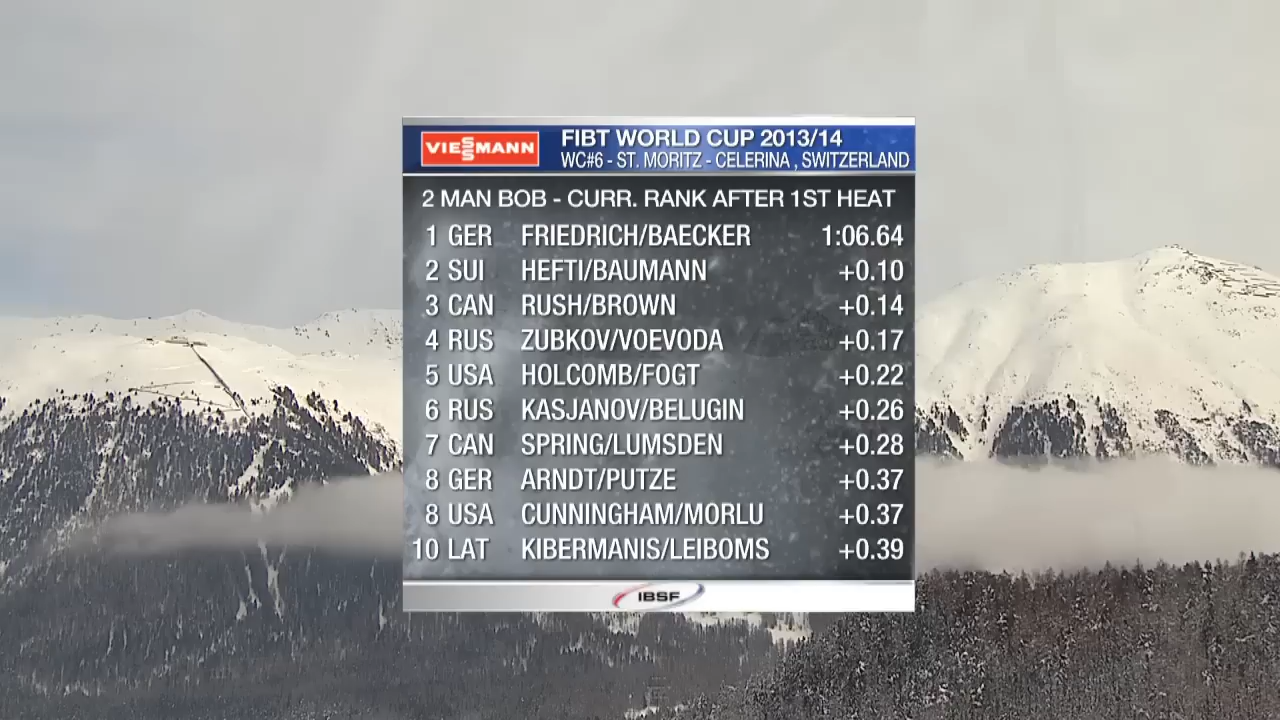 VIESSMANN
FIBT WORLD CUP 2013/14
WC#6 - ST. MORITZ - CELERINA , SWITZERLAND
2 MAN BOB - CURR. RANK AFTER 1ST HEAT
1 GER FRIEDRICH/BAECKER 1:06.64
2 SUI HEFTI/BAUMANN +0.10
3 CAN RUSH/BROWN +0.14
4 RUS ZUBKOV/VOEVODA +0.17
5 USA HOLCOMB/FOGT +0.22
6 RUS KASJANOV/BELUGIN +0.26
7 CAN SPRING/LUMSDEN +0.28
8 GER ARNDT/PUTZE +0.37
8 USA CUNNINGHAM/MORLU +0.37
10 LAT KIBERMANIS/LEIBOMS +0.39
IBSF